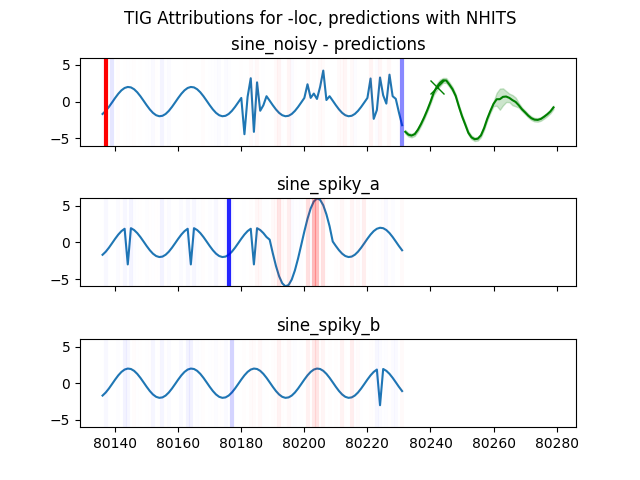 TIG Attributions for -loc, predictions with NHITS
sine_noisy - predictions
5
0
−5
sine_spiky_a
5
0
−5
sine_spiky_b
5
0
−5
80140 80160 80180 80200 80220 80240 80260 80280